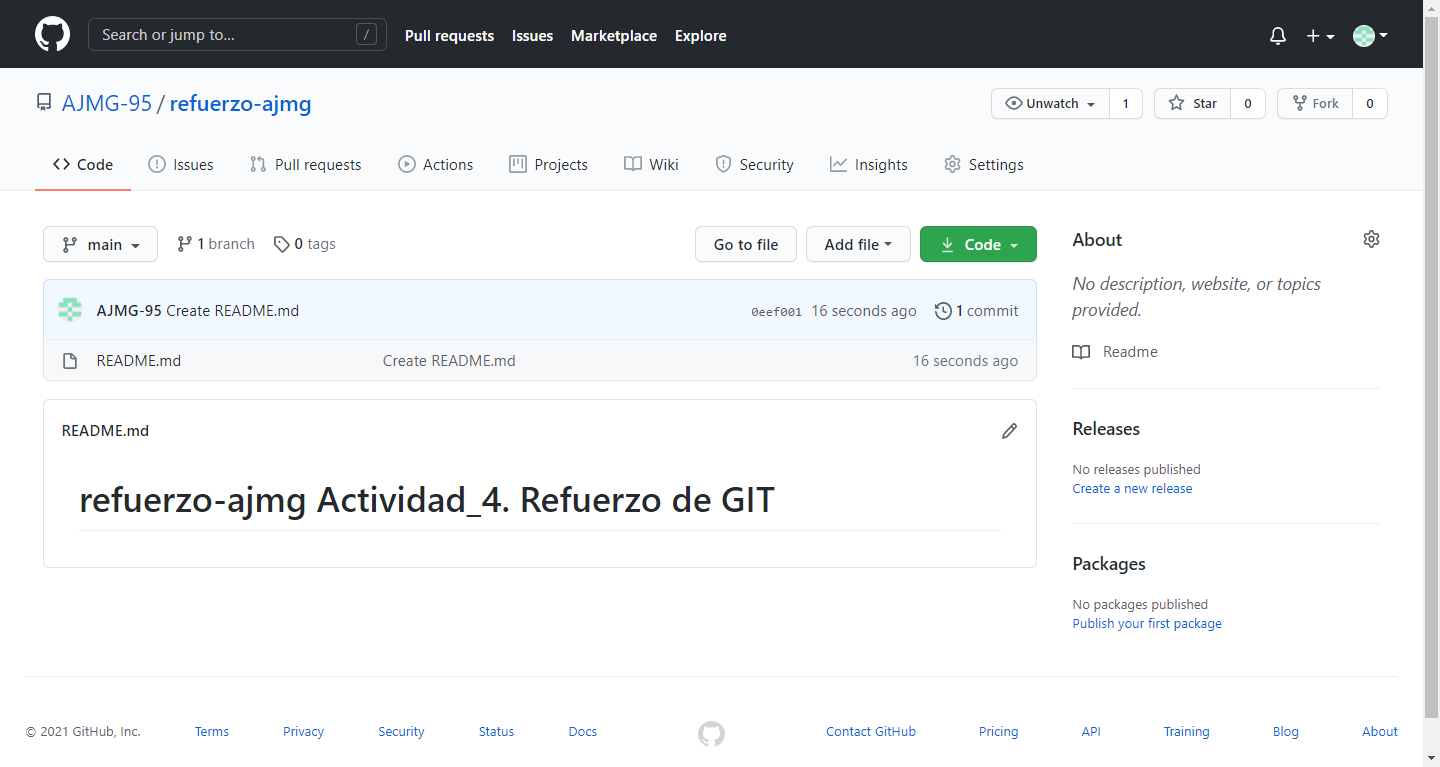 Search or jump to... / Pull requests Issues Marketplace Explore
AJMG-95 / refuerzo-ajmg Unwatch 1 Star 0 Fork 0
Code Issues Pull requests Actions Projects Wiki Security Insights Settings
main 1 branch 0 tags Go to file Add file Code
AJMG-95 Create README.md 0eef001 16 seconds ago 1 commit
README.md Create README.md 16 seconds ago
README.md
refuerzo-ajmg Actividad_4. Refuerzo de GIT
About
No description, website, or topics
provided.
Readme
Releases
No releases published
Create a new release
Packages
No packages published
Publish your first package
© 2021 GitHub, Inc. Terms Privacy Security Status Docs Contact GitHub Pricing API Training Blog About